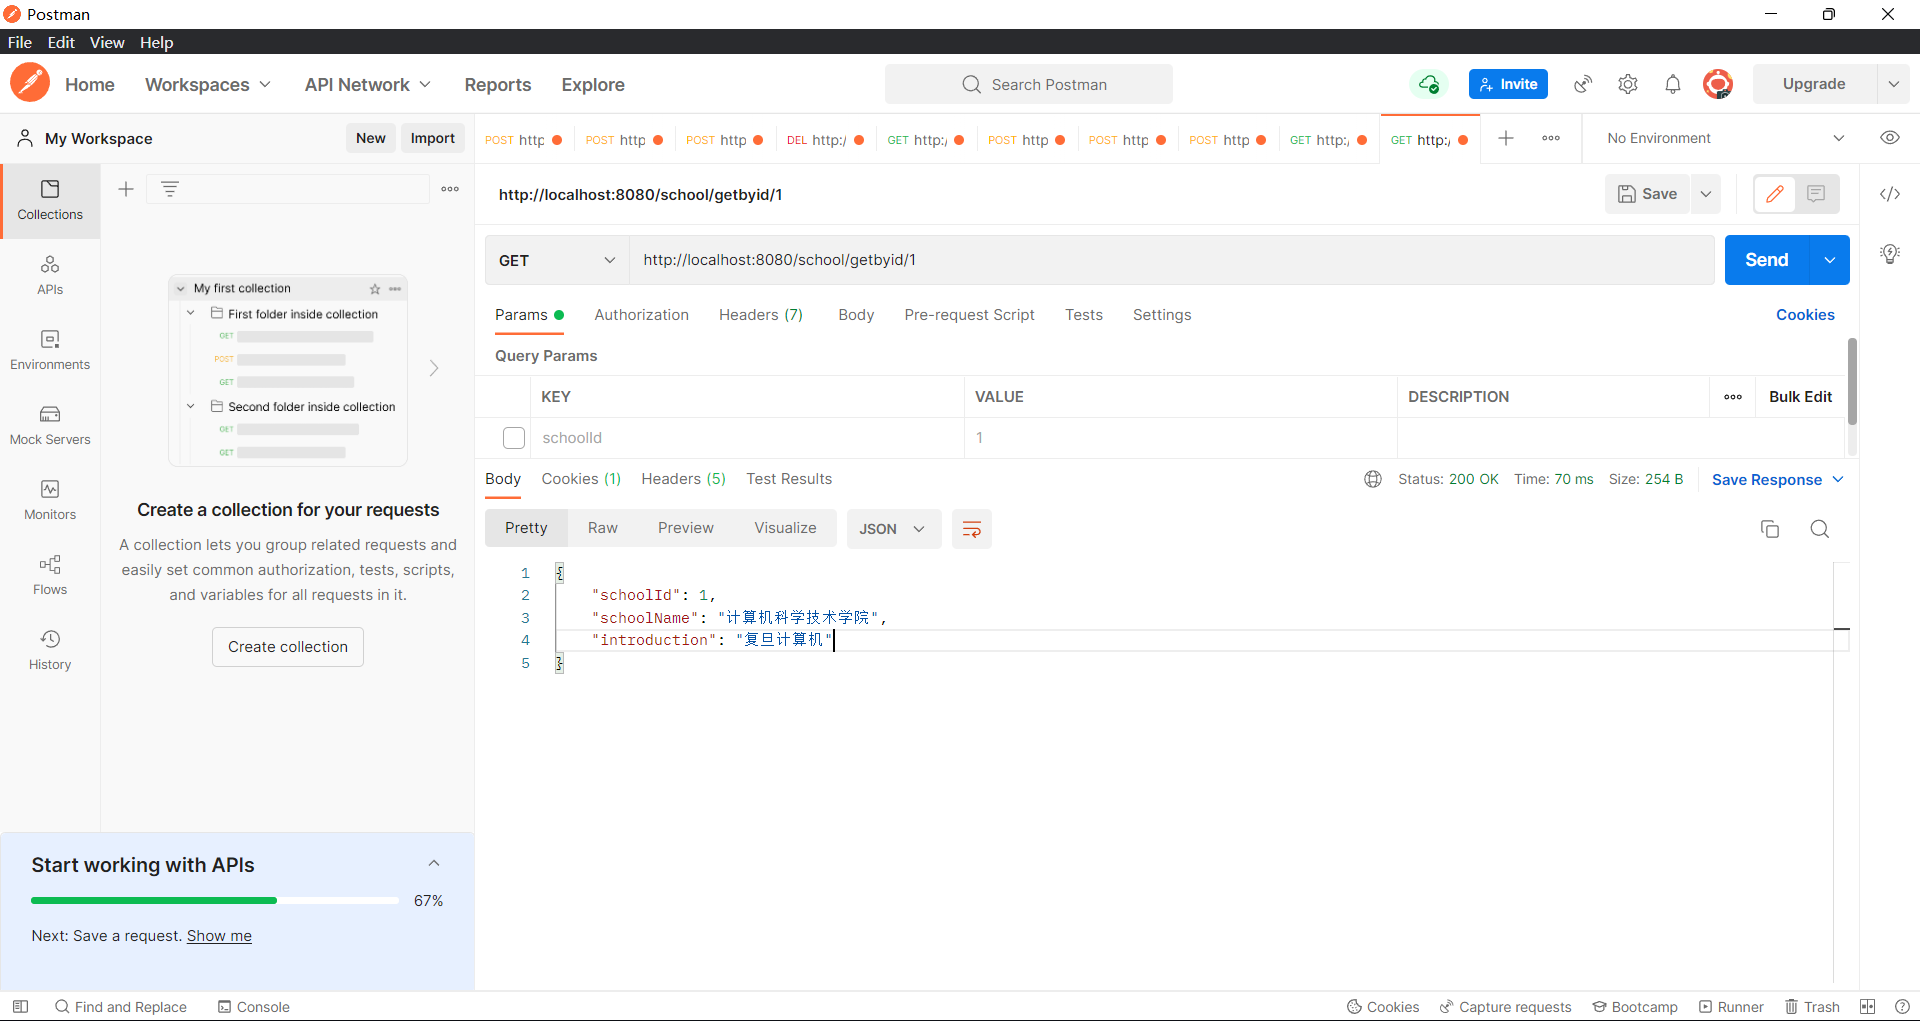 Postman
File Edit View Help
Home Workspaces API Network Reports Explore Search Postman Invite Upgrade
My Workspace New Import POST http POST http POST http DEL http:/ GET http:/ POST http POST http POST http GET http:/ GET http:/ No Environment
http://localhost:8080/school/getbyid/1 Save
GET http://localhost:8080/school/getbyid/1 Send
Params Authorization Headers (7) Body Pre-request Script Tests Settings Cookies
Query Params
KEY VALUE DESCRIPTION Bulk Edit
schoolId 1
Body Cookies (1) Headers (5) Test Results Status: 200 OK Time: 70 ms Size: 254 B Save Response
Pretty Raw Preview Visualize JSON
1 {
2 "schoolId": 1,
3 "schoolName": "计算机科学技术学院",
4 "introduction": "复旦计算机"
5 }
Collections
APIs
Environments
Mock Servers
Monitors
Flows
History
My first collection
First folder inside collection
GET
POST
GET
Second folder inside collection
GET
GET
Create a collection for your requests
A collection lets you group related requests and
easily set common authorization, tests, scripts,
and variables for all requests in it.
Create collection
Start working with APIs
67%
Next: Save a request. Show me
Find and Replace Console Cookies Capture requests Bootcamp Runner Trash